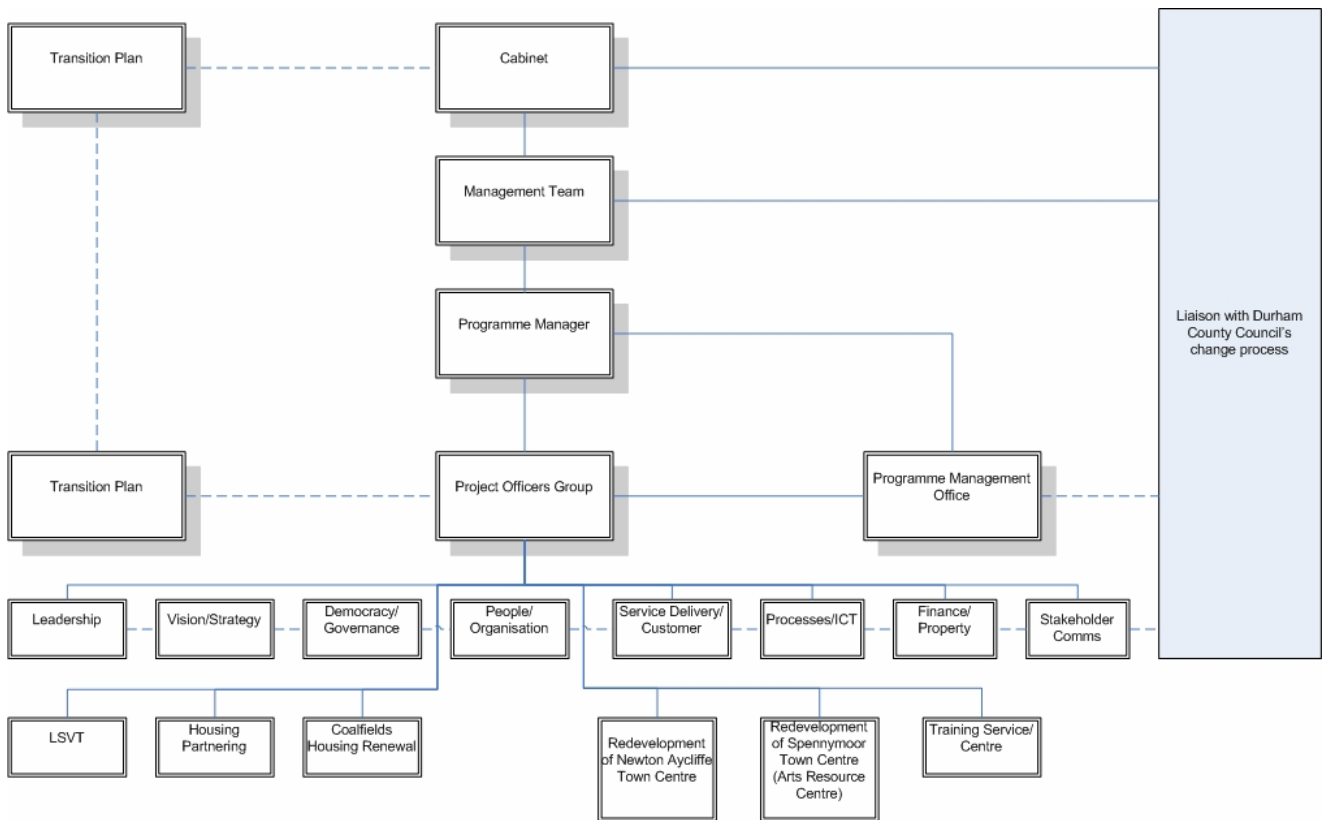 Transition Plan
Cabinet
Management Team
Programme Manager
Liaison with Durham
County Council's
change process
Transition Plan
Project Officers Group
Programme Management
Office
Leadership
Vision/Strategy
Democracy/
Governance
People/
Organisation
Service Delivery/
Customer
Processes/ICT
Finance/
Property
Stakeholder
Comms
LSVT
Housing
Partnering
Coalfields
Housing Renewal
Redevelopment
of Newton Aycliffe
Town Centre
Redevelopment
of Spennymoor
Town Centre
(Arts Resource
Centre)
Training Service/
Centre